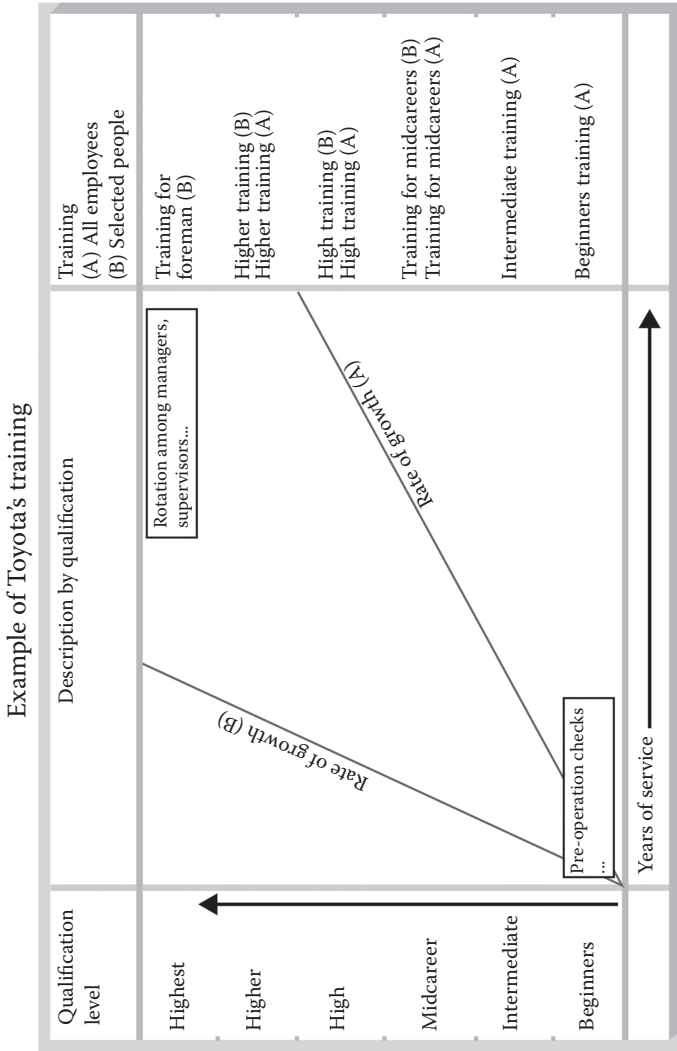 Example of Toyota's training
Qualification
level
Description by qualification
Training
(A) All employees
(B) Selected people
Highest
Rotation among managers,
supervisors...
Training for
foreman (B)
Higher
Higher training (B)
Higher training (A)
High
High training (B)
High training (A)
Midcareer
Training for midcareers (B)
Training for midcareers (A)
Intermediate
Intermediate training (A)
Beginners
Pre-operation checks
...
Beginners training (A)
Rate of growth (B)
Rate of growth (A)
Years of service